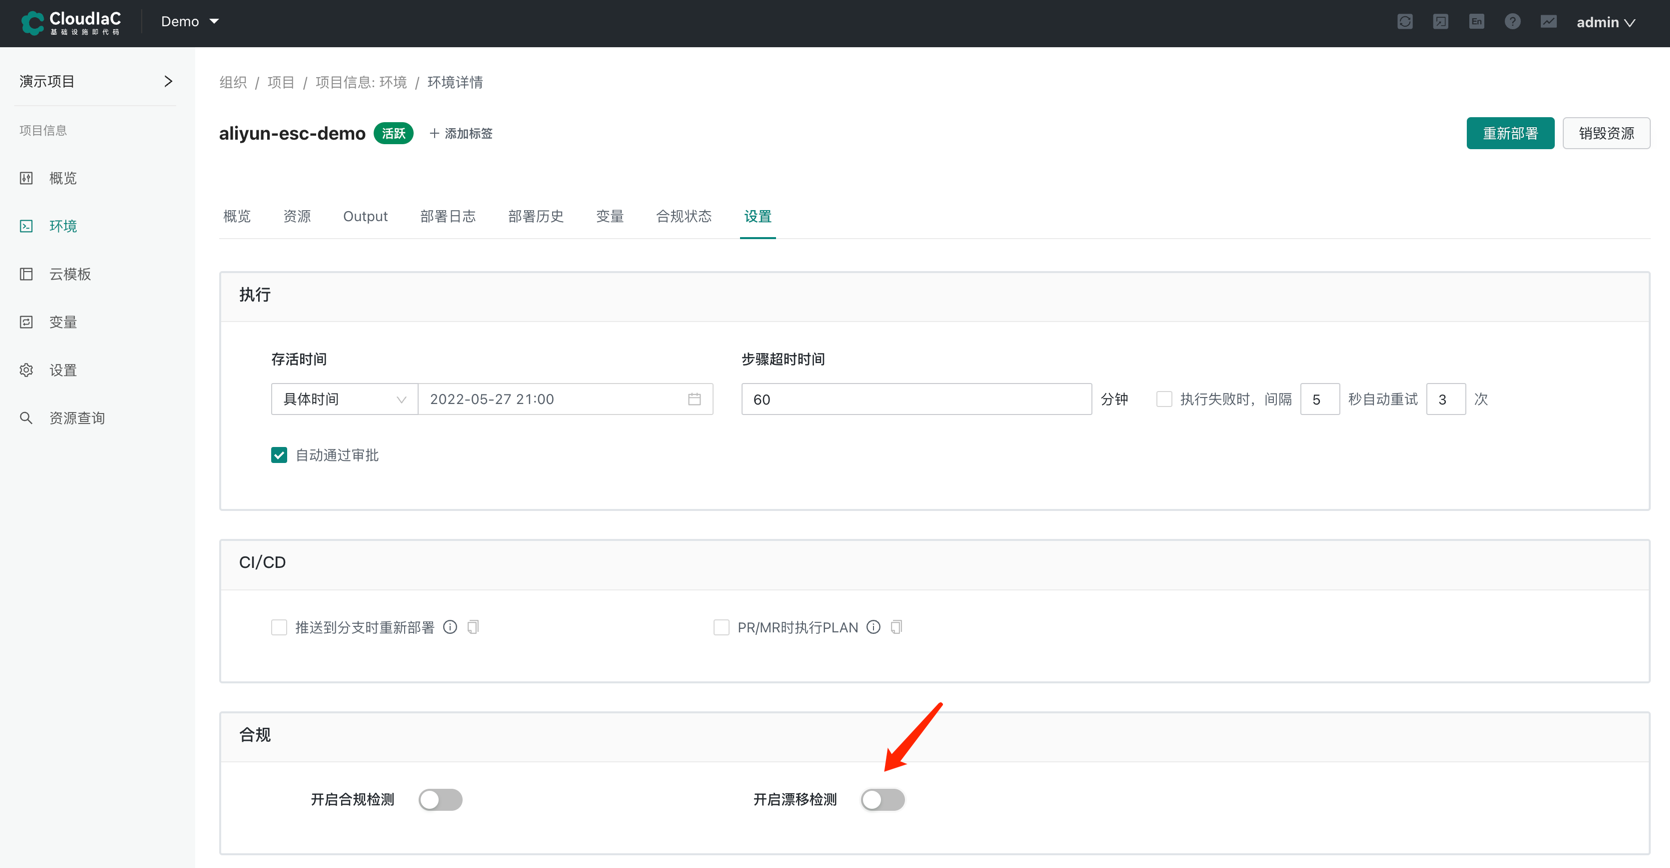 CloudIaC
基础设施即代码
Demo
En
admin
演示项目
组织 / 项目 / 项目信息: 环境 / 环境详情
项目信息
aliyun-esc-demo 活跃 + 添加标签
重新部署 销毁资源
概览
环境
云模板
变量
设置
资源查询
概览 资源 Output 部署日志 部署历史 变量 合规状态 设置
执行
存活时间 步骤超时时间
具体时间 2022-05-27 21:00 60 分钟 执行失败时，间隔 5 秒自动重试 3 次
自动通过审批
CI/CD
推送到分支时重新部署 PR/MR时执行PLAN
合规
开启合规检测 开启漂移检测